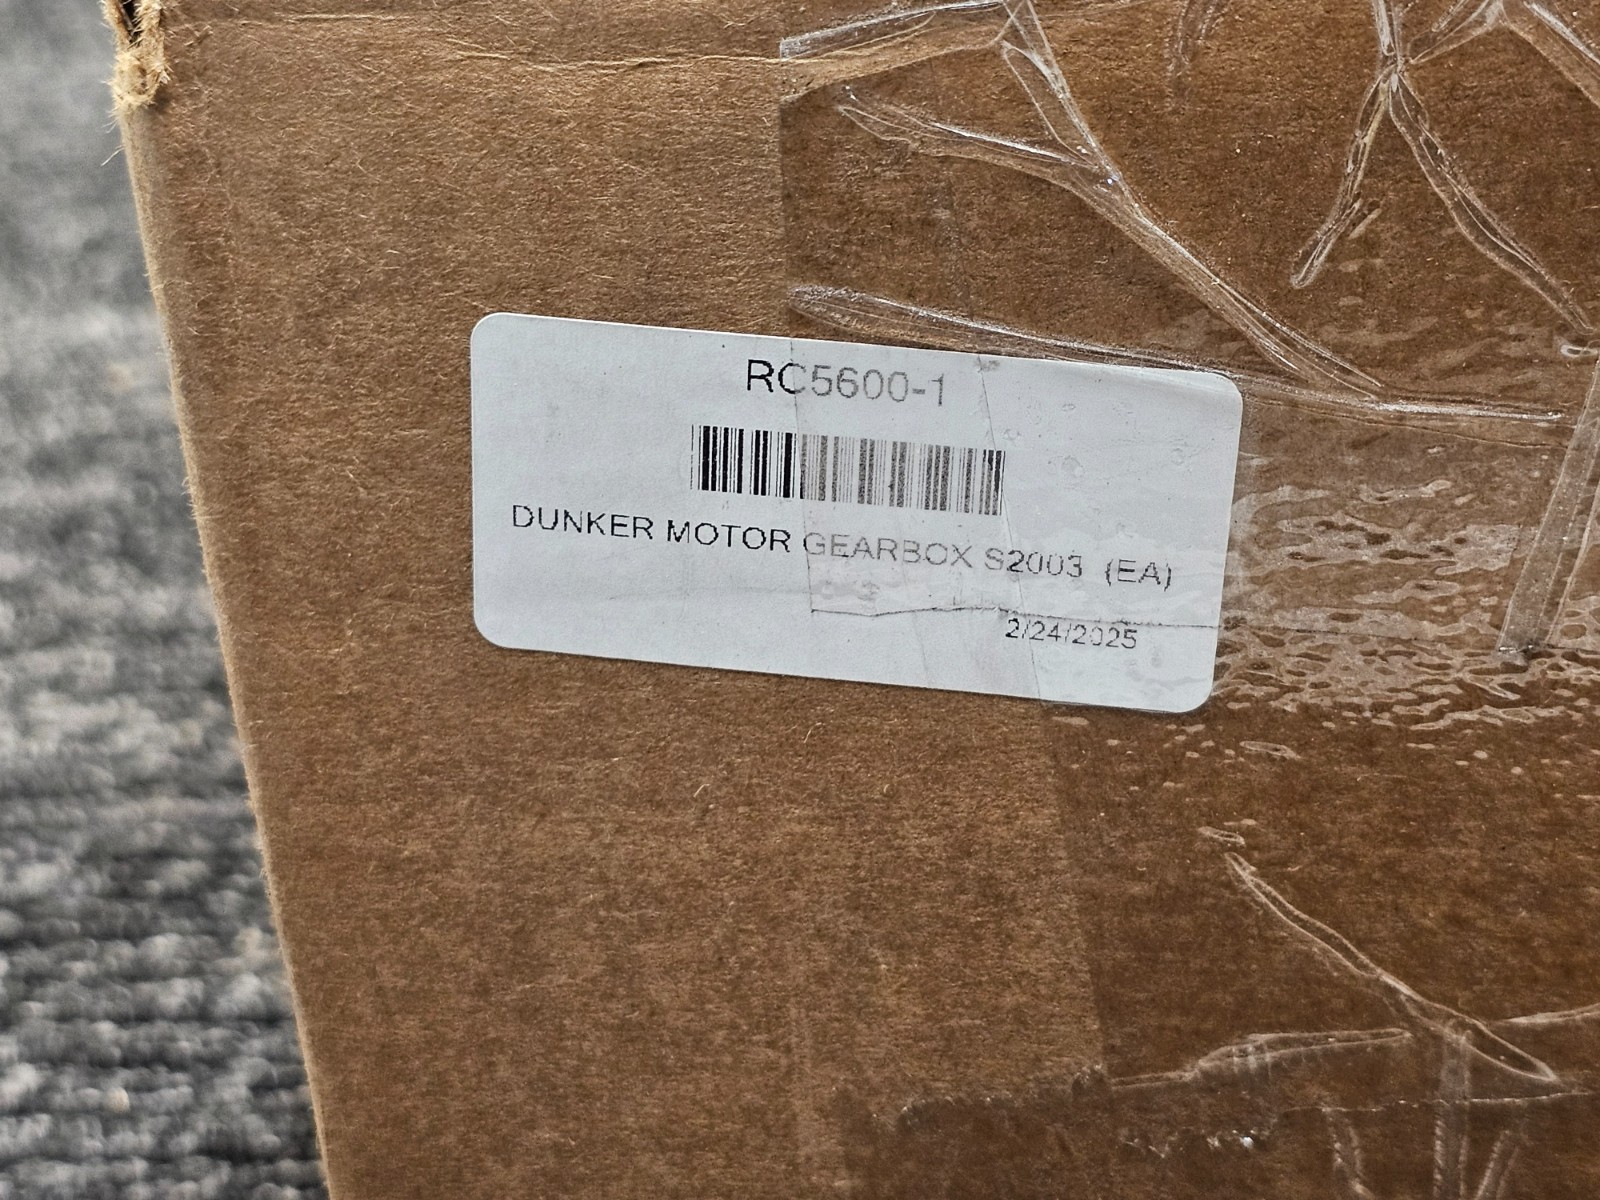 RC5600-1
DUNKER MOTOR GEARBOX S2003 (EA)
2/24/2025